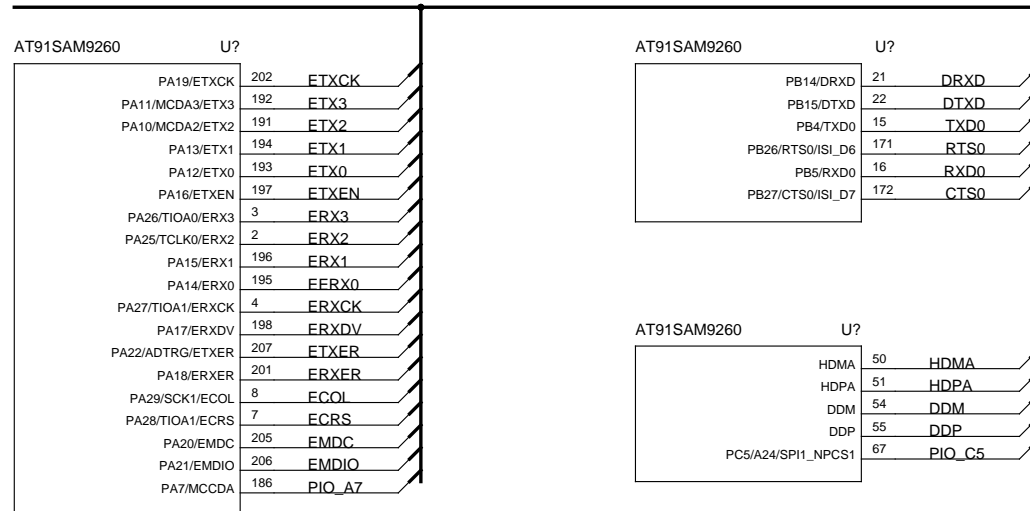 AT91SAM9260 U?
PA19/ETXCK 202 ETXCK
PA11/MCDA3/ETX3 192 ETX3
PA10/MCDA2/ETX2 191 ETX2
PA13/ETX1 194 ETX1
PA12/ETX0 193 ETX0
PA16/ETXEN 197 ETXEN
PA26/TIOA0/ERX3 3 ERX3
PA25/TCLK0/ERX2 2 ERX2
PA15/ERX1 196 ERX1
PA14/ERX0 195 EERX0
PA27/TIOA1/ERXCK 4 ERXCK
PA17/ERXDV 198 ERXDV
PA22/ADTRG/ETXER 207 ETXER
PA18/ERXER 201 ERXER
PA29/SCK1/ECOL 8 ECOL
PA28/TIOA1/ECRS 7 ECRS
PA20/EMDC 205 EMDC
PA21/EMDIO 206 EMDIO
PA7/MCCDA 186 PIO_A7
AT91SAM9260 U?
PB14/DRXD 21 DRXD
PB15/DTXD 22 DTXD
PB4/TXD0 15 TXD0
PB26/RTS0/ISI_D6 171 RTS0
PB5/RXD0 16 RXD0
PB27/CTS0/ISI_D7 172 CTS0
AT91SAM9260 U?
HDMA 50 HDMA
HDPA 51 HDPA
DDM 54 DDM
DDP 55 DDP
PC5/A24/SPI1_NPCS1 67 PIO_C5